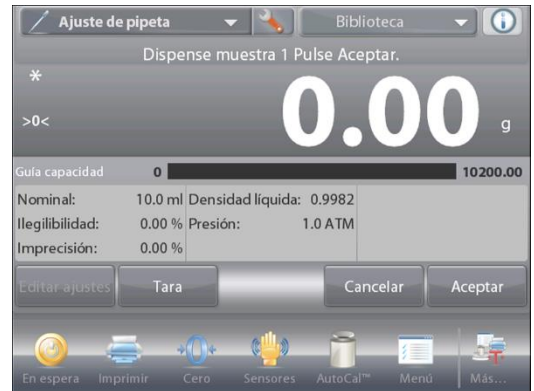 Ajuste de pipeta Biblioteca
Dispense muestra 1 Pulse Aceptar.
*
>0< 0.00 g
Guía capacidad 0 10200.00
Nominal: 10.0 ml Densidad líquida: 0.9982
Ilegibilidad: 0.00 % Presión: 1.0 ATM
Imprecisión: 0.00 %
Editar ajustes Tara Cancelar Aceptar
En espera Imprimir Cero Sensores AutoCal™ Menú Más...